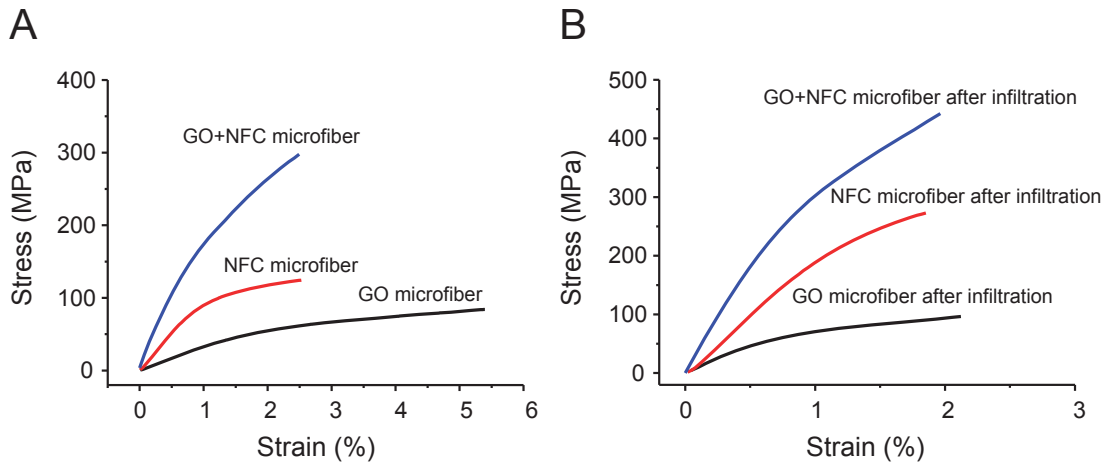 A
400
300
200
100
0
Stress (MPa)
GO+NFC microfiber
NFC microfiber
GO microfiber
0 1 2 3 4 5 6
Strain (%)
B
500
400
300
200
100
0
Stress (MPa)
GO+NFC microfiber after infiltration
NFC microfiber after infiltration
GO microfiber after infiltration
0 1 2 3
Strain (%)